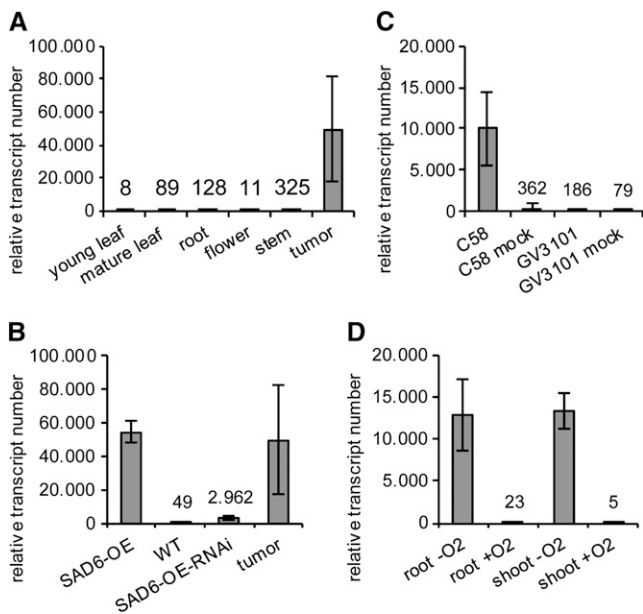 A
relative transcript number
100.000
80.000
60.000
40.000
20.000
0
8
89
128
11
325
young leaf
mature leaf
root
flower
stem
tumor
C
relative transcript number
20.000
15.000
10.000
5.000
0
362
186
79
C58
C58 mock
GV3101
GV3101 mock
B
relative transcript number
100.000
80.000
60.000
40.000
20.000
0
49
2.962
SAD6-OE
WT
SAD6-OE-RNAi
tumor
D
relative transcript number
20.000
15.000
10.000
5.000
0
23
5
root -O2
root +O2
shoot -O2
shoot +O2